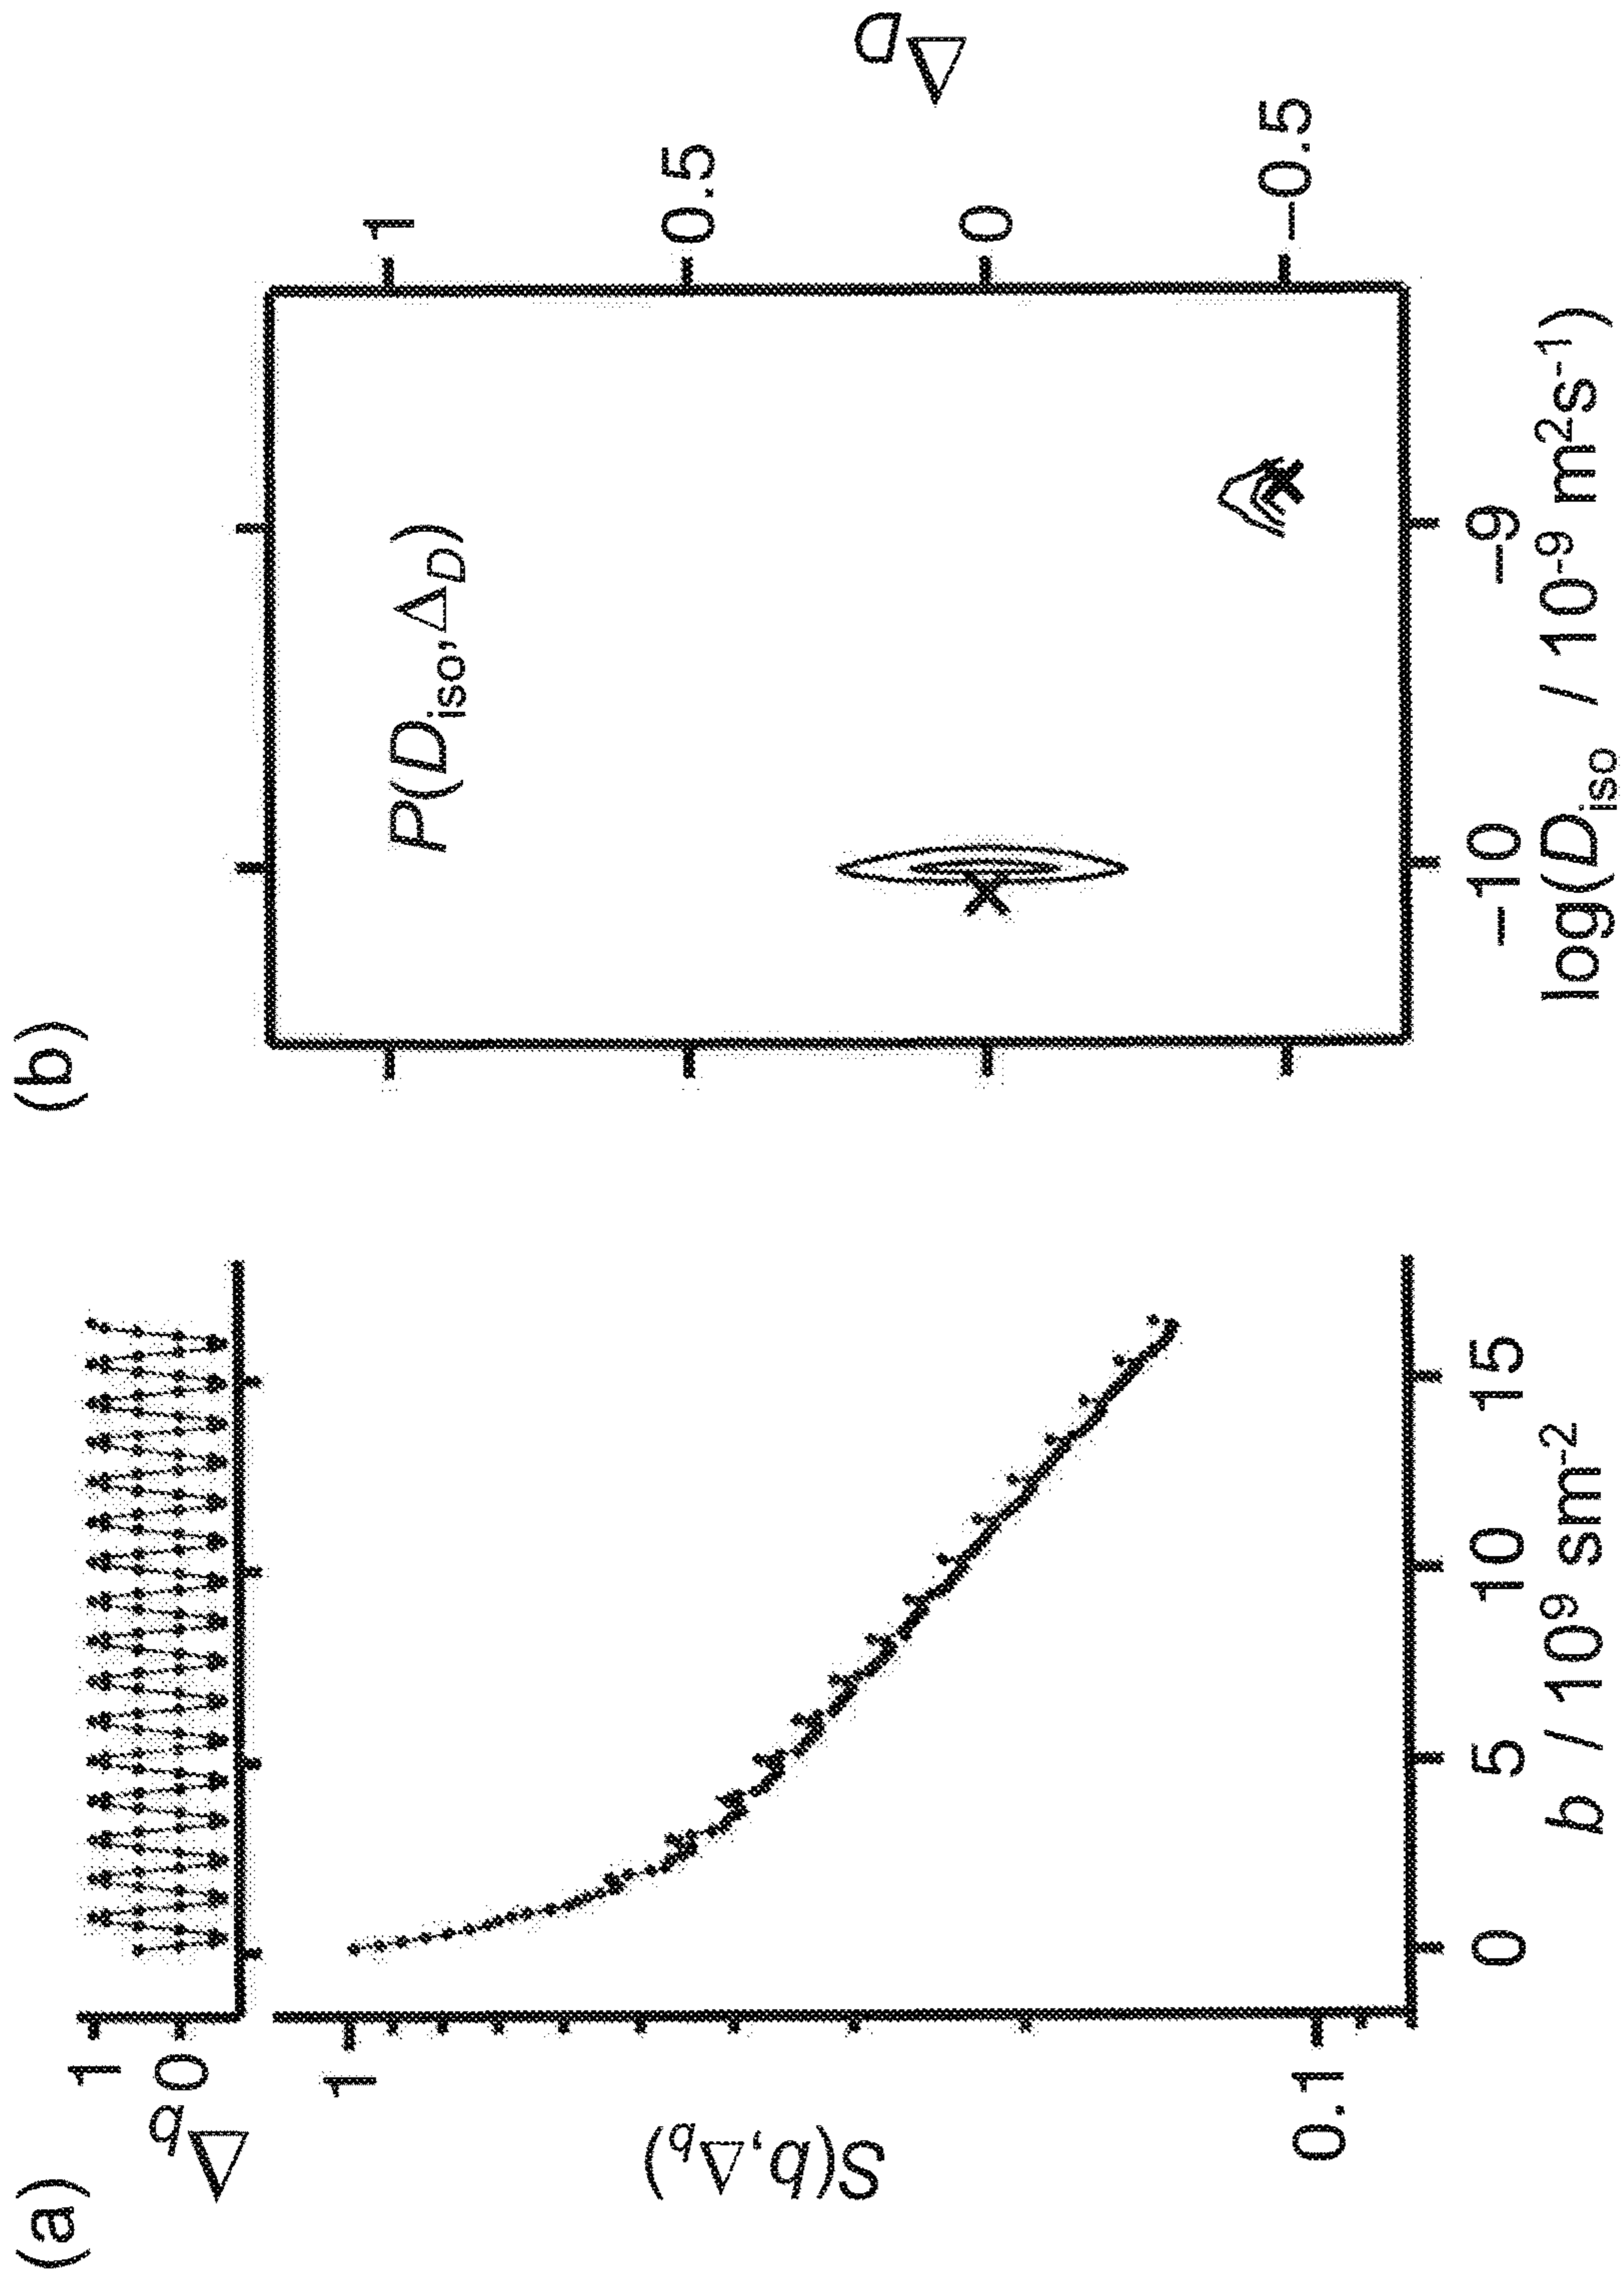 (a)
Δb
1
0
S(b,Δb)
1
0.1
0
5
10
15
b / 10⁹ sm⁻²
(b)
P(Diso,ΔD)
1
0.5
0
−0.5
ΔD
−10
−9
log(Diso / 10⁻⁹ m²s⁻¹)